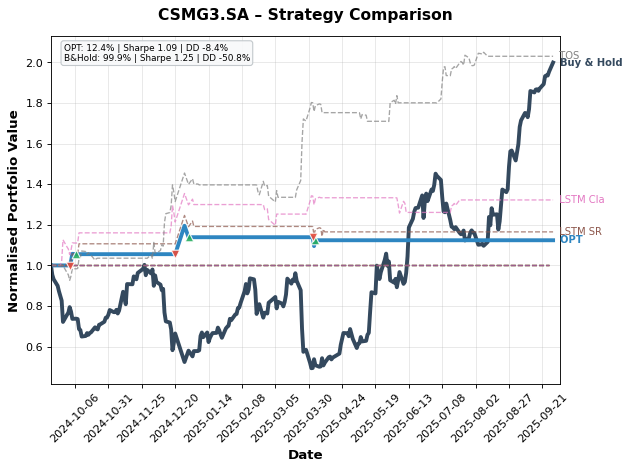 CSMG3.SA – Strategy Comparison
OPT: 12.4% | Sharpe 1.09 | DD -8.4%
B&Hold: 99.9% | Sharpe 1.25 | DD -50.8%
TOS
Buy & Hold
LSTM Cla
LSTM SR
OPT
Normalised Portfolio Value
2.0
1.8
1.6
1.4
1.2
1.0
0.8
0.6
2024-10-06
2024-10-31
2024-11-25
2024-12-20
2025-01-14
2025-02-08
2025-03-05
2025-03-30
2025-04-24
2025-05-19
2025-06-13
2025-07-08
2025-08-02
2025-08-27
2025-09-21
Date